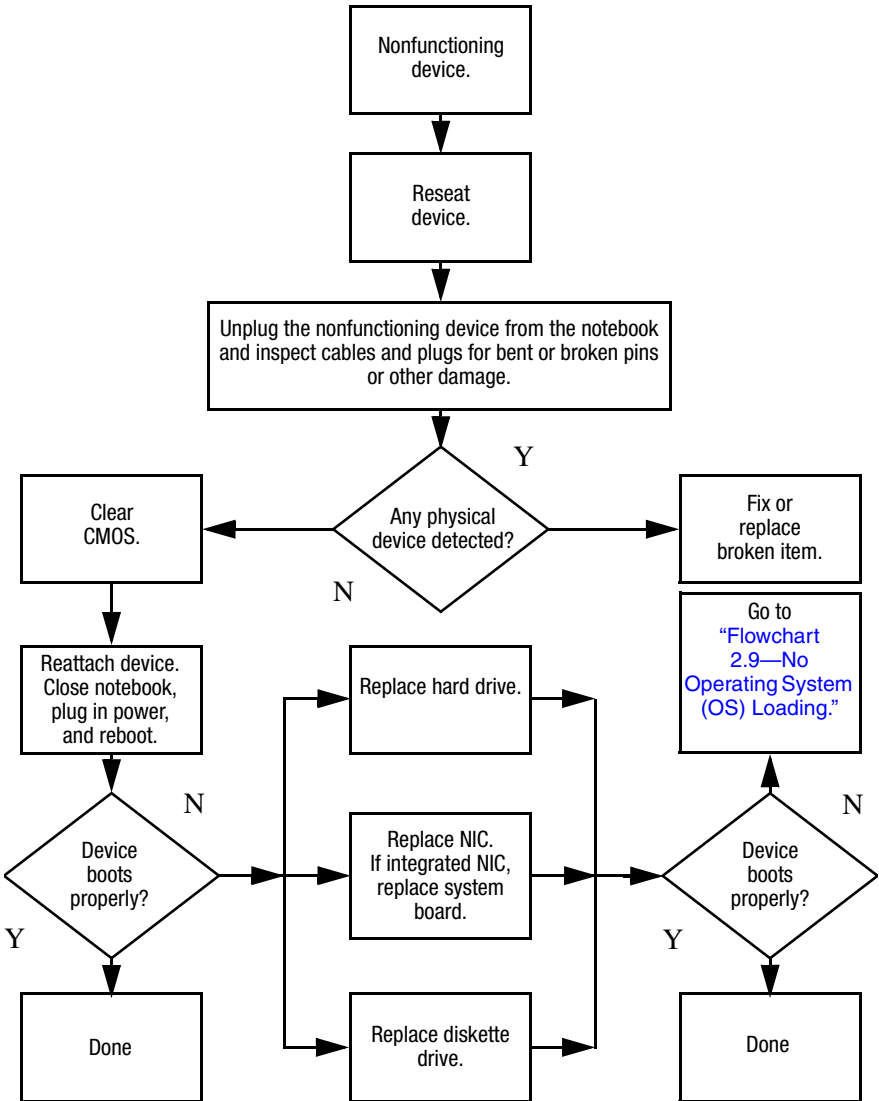 Nonfunctioning
device.
Reseat
device.
Unplug the nonfunctioning device from the notebook
and inspect cables and plugs for bent or broken pins
or other damage.
Y
Clear
CMOS.
Any physical
device detected?
Fix or
replace
broken item.
N
Go to
“Flowchart
2.9—No
Operating System
(OS) Loading.”
Reattach device.
Close notebook,
plug in power,
and reboot.
Replace hard drive.
N
N
Device
boots
properly?
Replace NIC.
If integrated NIC,
replace system
board.
Device
boots
properly?
Y
Y
Done
Replace diskette
drive.
Done